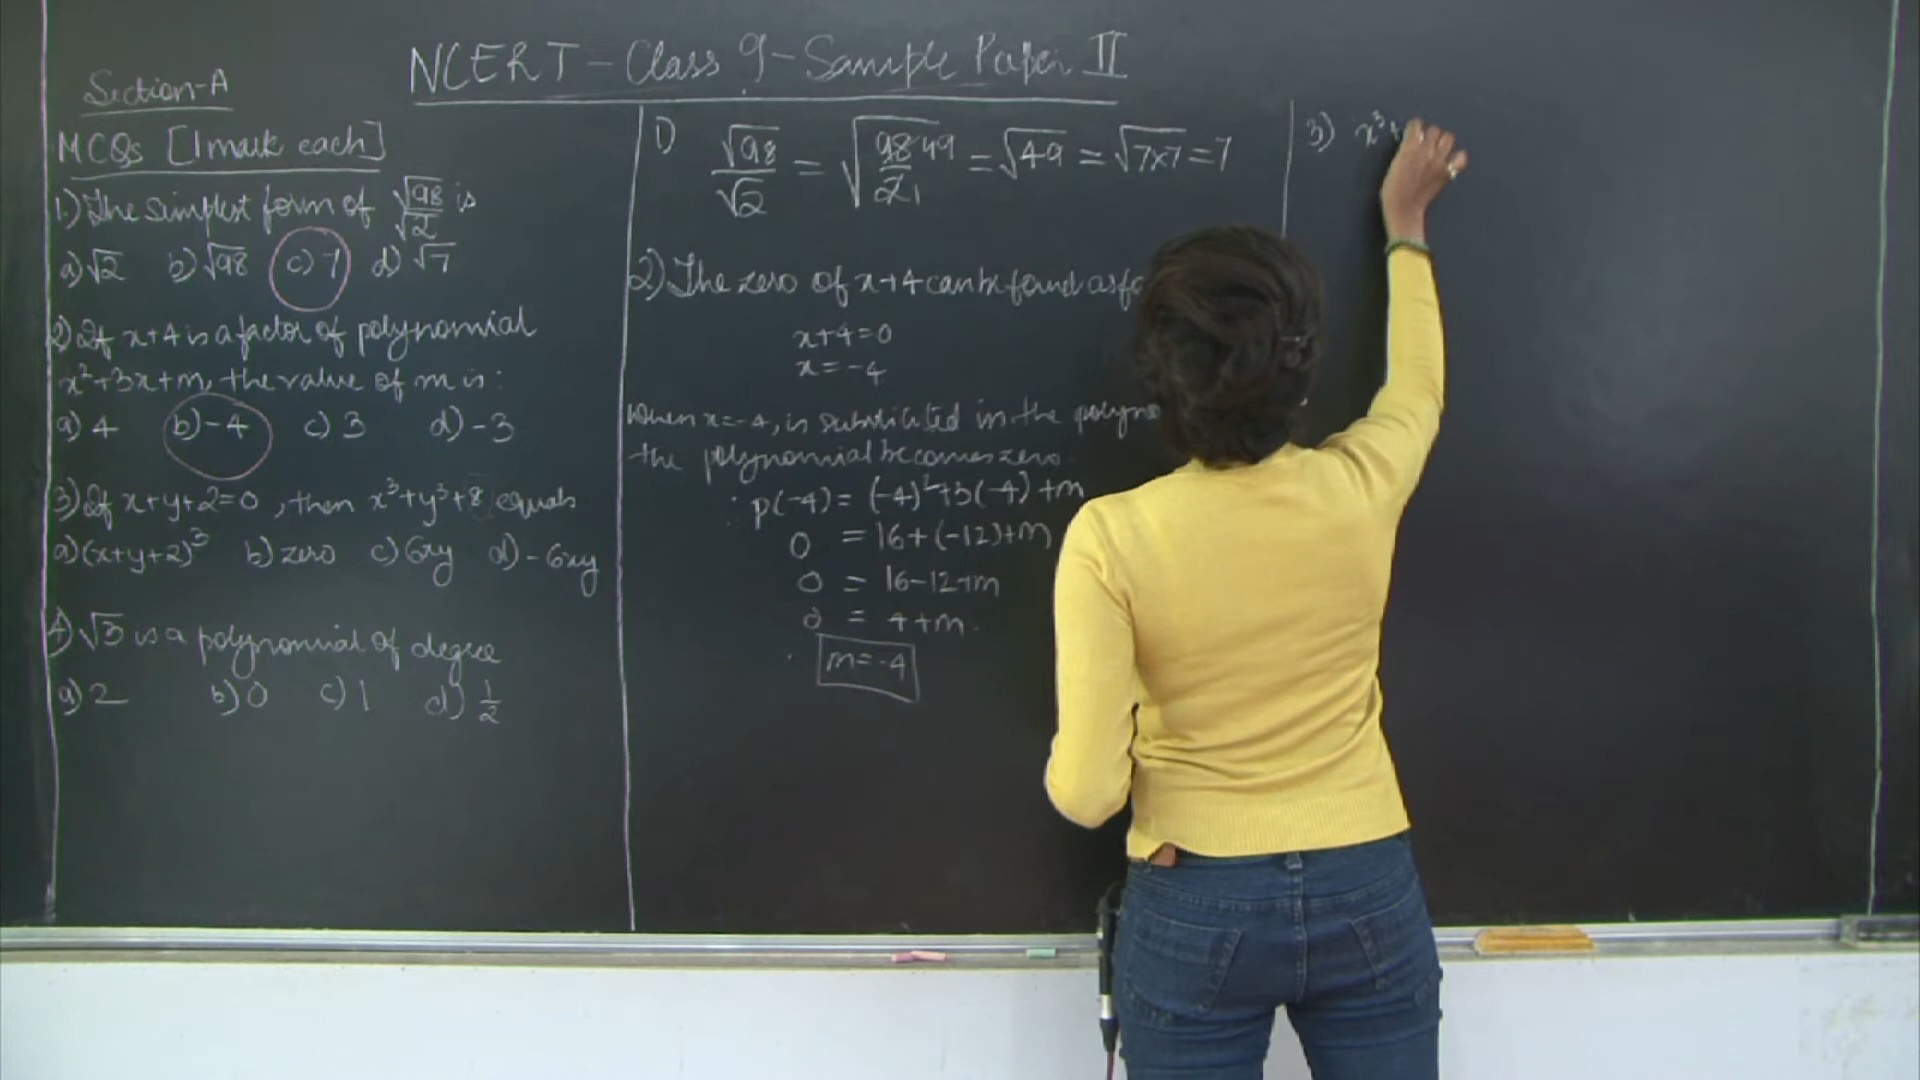 NCERT - Class 9 - Sample Paper II
Section-A
MCQs [1 mark each]
1.) The simplest form of √98/√2 is
a) √2 b) √98 c) 7 d) √7
2) If x+4 is a factor of polynomial
x²+3x+m, the value of m is:
a) 4 b) -4 c) 3 d) -3
3) If x+y+2=0, then x³+y³+8 equals
a) (x+y+2)³ b) zero c) 6xy d) -6xy
4) √3 is a polynomial of degree
a) 2 b) 0 c) 1 d) 1/2
1) √98/√2 = √(98 49/2 1) = √49 = √7×7 = 7
2) The zero of x+4 can be found as
x+4=0
x=-4
When x=-4, is substituted in the
the polynomial becomes zero.
∴ p(-4) = (-4)²+3(-4)+m
0 = 16+(-12)+m
0 = 16-12+m
0 = 4+m.
m=-4
3) x³+